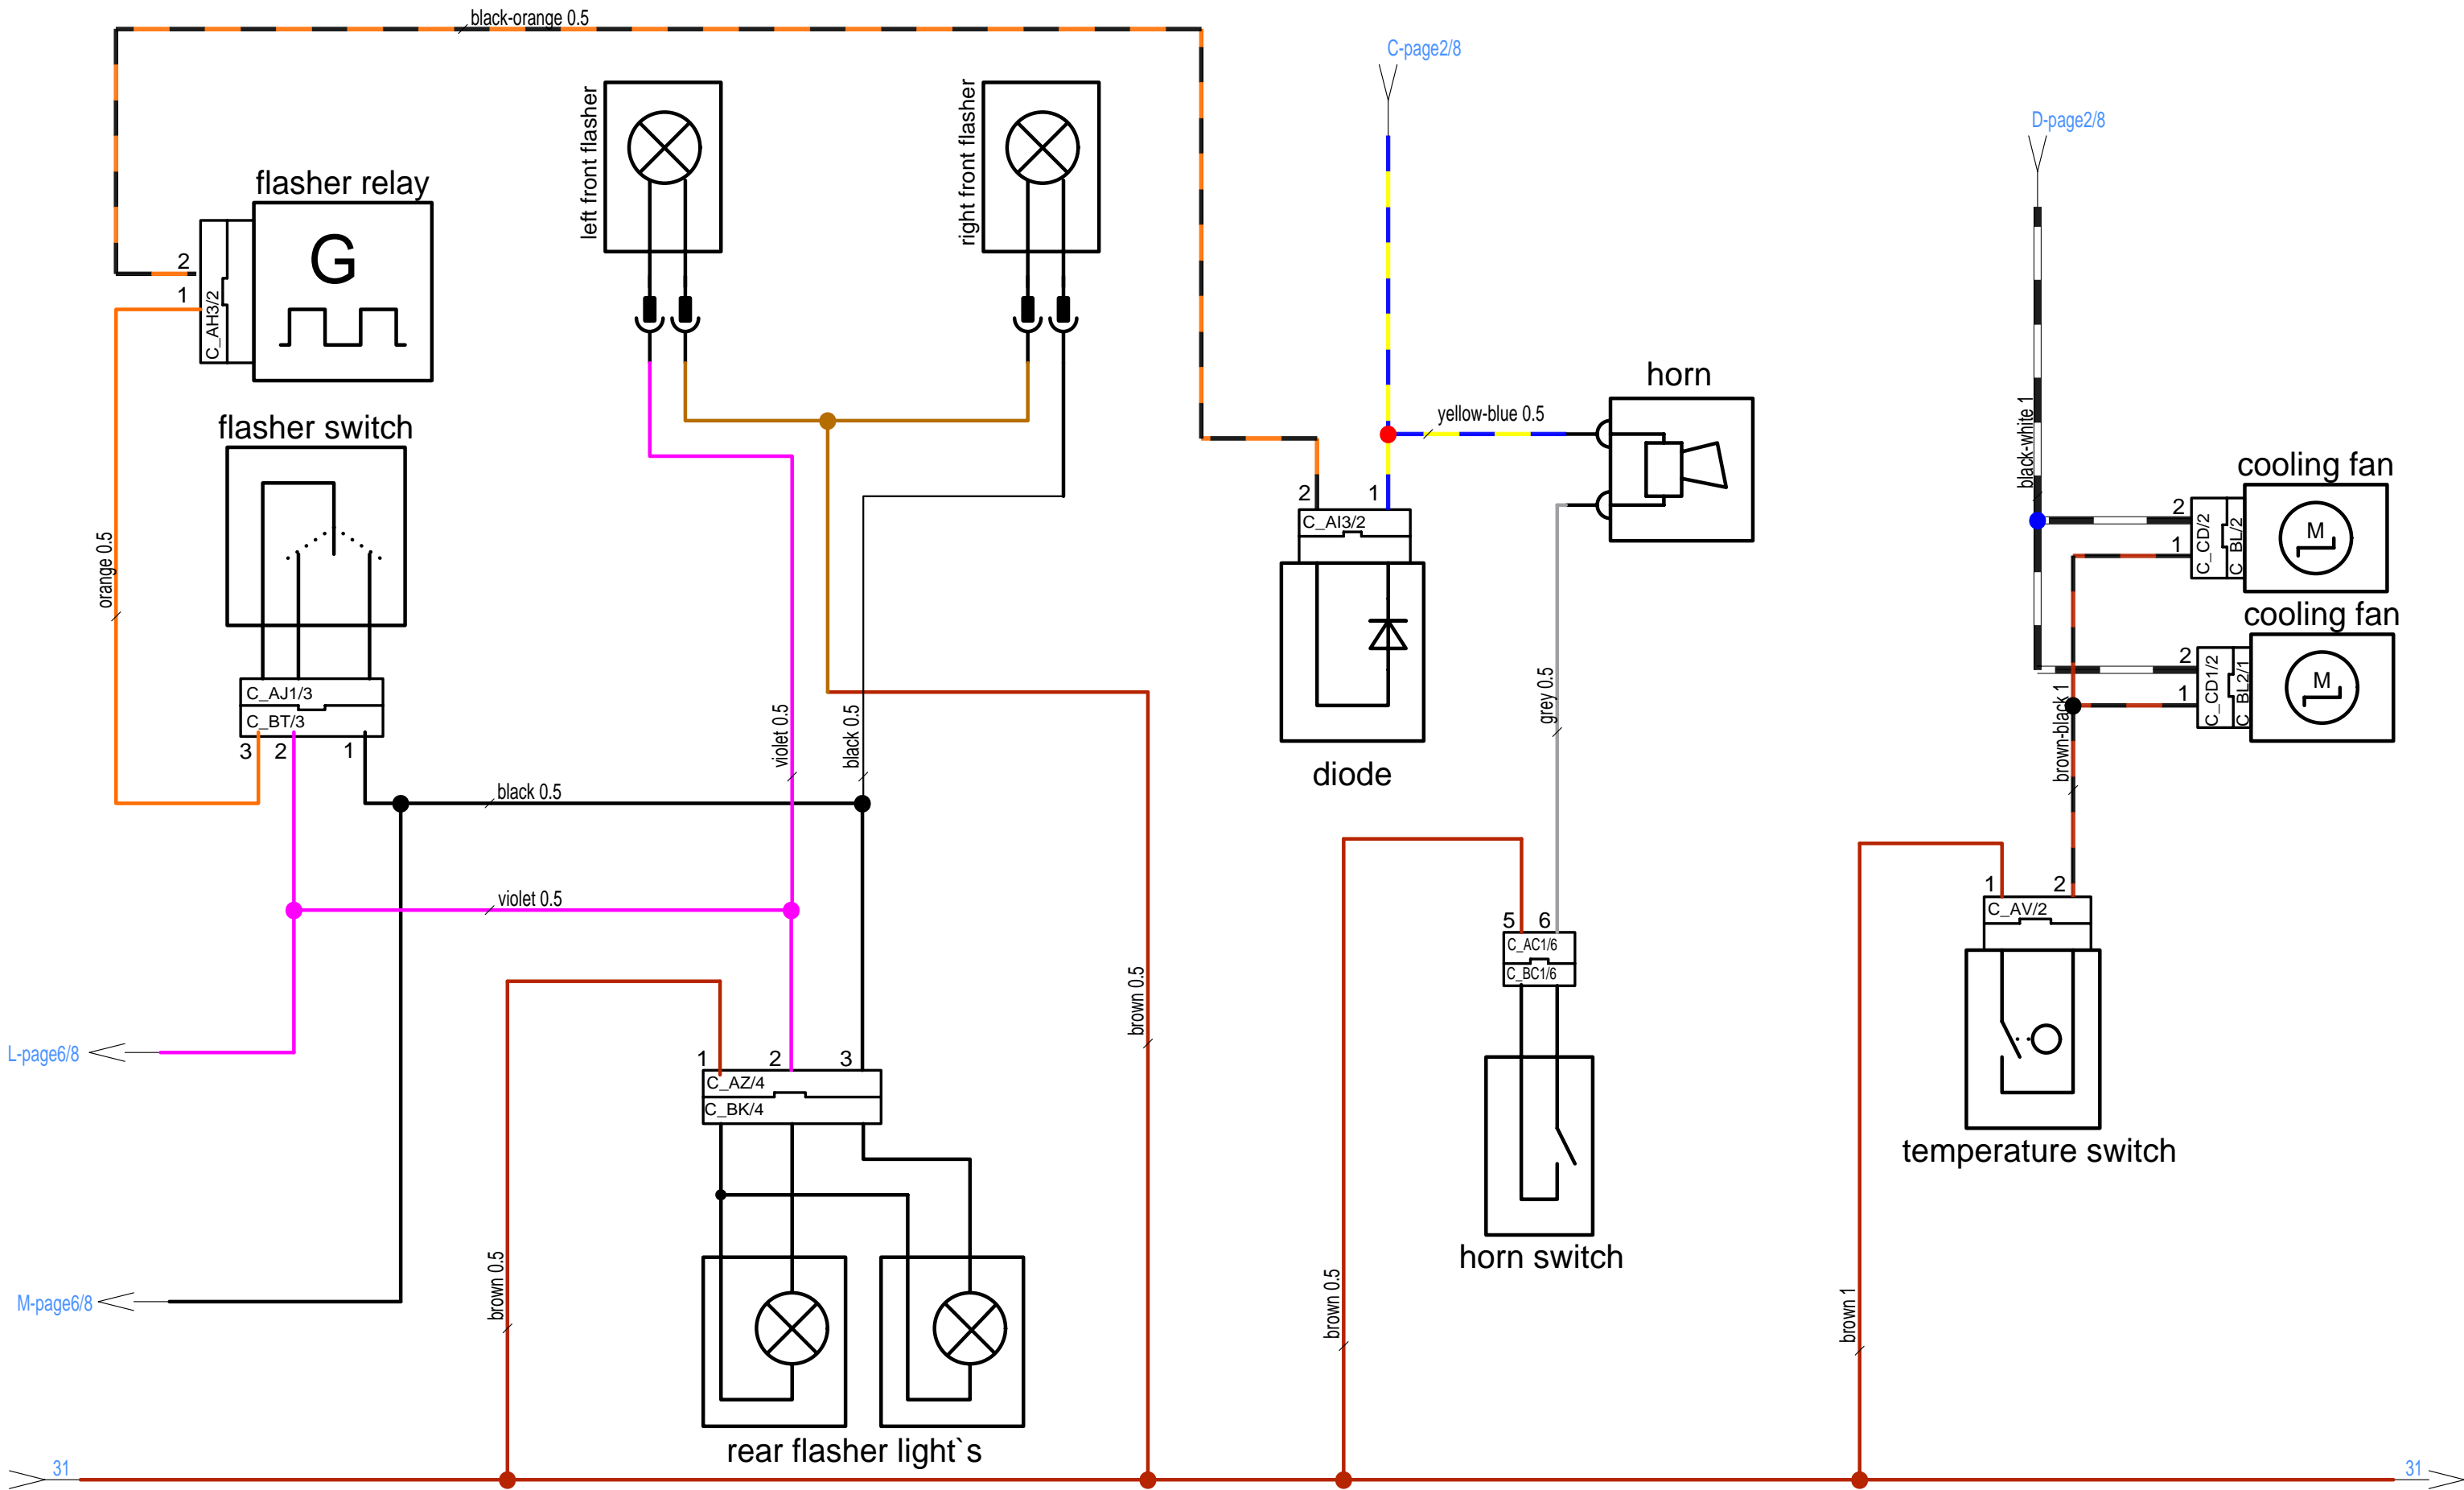 black-orange 0.5
C-page2/8
D-page2/8
left front flasher
right front flasher
flasher relay
G
2
1
C_AH3/2
flasher switch
orange 0.5
C_AJ1/3
C_BT/3
3
2
1
black 0.5
violet 0.5
violet 0.5
black 0.5
brown 0.5
L-page6/8
M-page6/8
1
2
3
C_AZ/4
C_BK/4
brown 0.5
rear flasher light`s
horn
yellow-blue 0.5
2
1
C_AI3/2
diode
grey 0.5
5
6
C_AC1/6
C_BC1/6
horn switch
brown 0.5
black-white 1
cooling fan
2
1
C_CD/2
C_BL/2
M
cooling fan
2
1
C_CD1/2
C_BL2/1
M
brown-black 1
1
2
C_AV/2
temperature switch
brown 1
31
31